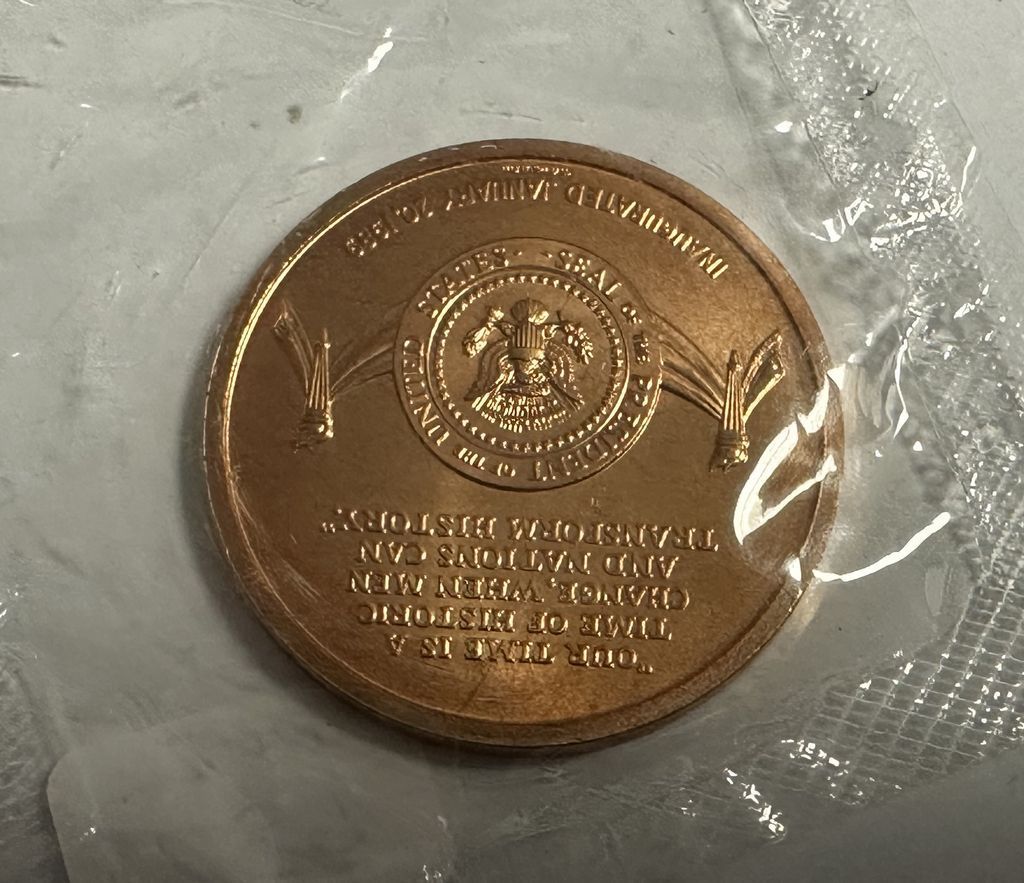 "OUR TIME IS A
TIME OF HISTORIC
CHANGE, WHEN MEN
AND NATIONS CAN
TRANSFORM HISTORY."
SEAL OF THE PRESIDENT OF THE UNITED STATES
INAUGURATED JANUARY 20, 1989